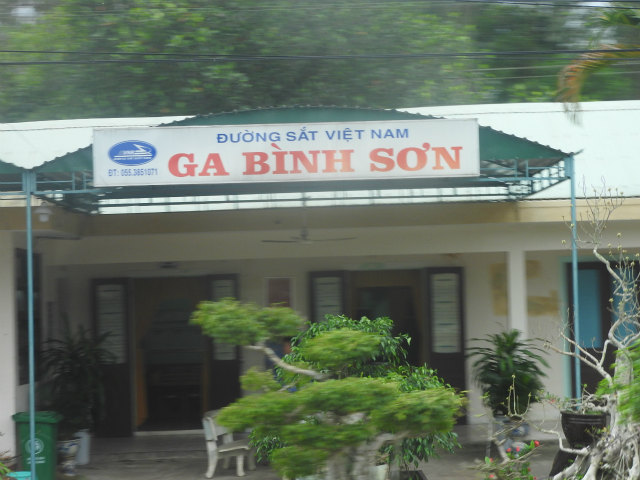 ĐƯỜNG SẮT VIỆT NAM
GA BÌNH SƠN
ĐT: 055.3851071